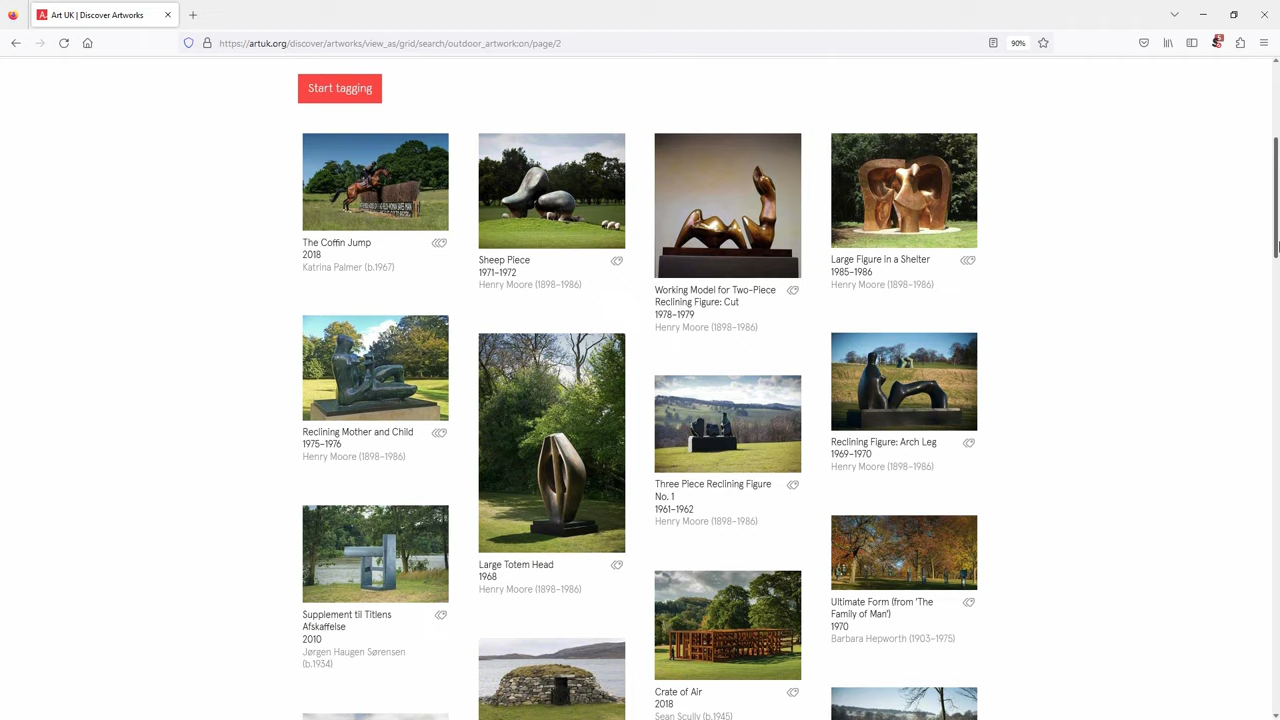 Art UK | Discover Artworks
https://artuk.org/discover/artworks/view_as/grid/search/outdoor_artwork:on/page/2
90%
Start tagging
The Coffin Jump
2018
Katrina Palmer (b.1967)
Sheep Piece
1971–1972
Henry Moore (1898–1986)
Working Model for Two-Piece
Reclining Figure: Cut
1978–1979
Henry Moore (1898–1986)
Large Figure in a Shelter
1985–1986
Henry Moore (1898–1986)
Reclining Mother and Child
1975–1976
Henry Moore (1898–1986)
Large Totem Head
1968
Henry Moore (1898–1986)
Three Piece Reclining Figure
No. 1
1961–1962
Henry Moore (1898–1986)
Reclining Figure: Arch Leg
1969–1970
Henry Moore (1898–1986)
Supplement til Titlens
Afskaffelse
2010
Jørgen Haugen Sørensen
(b.1934)
Crate of Air
2018
Sean Scully (b.1945)
Ultimate Form (from 'The
Family of Man')
1970
Barbara Hepworth (1903–1975)